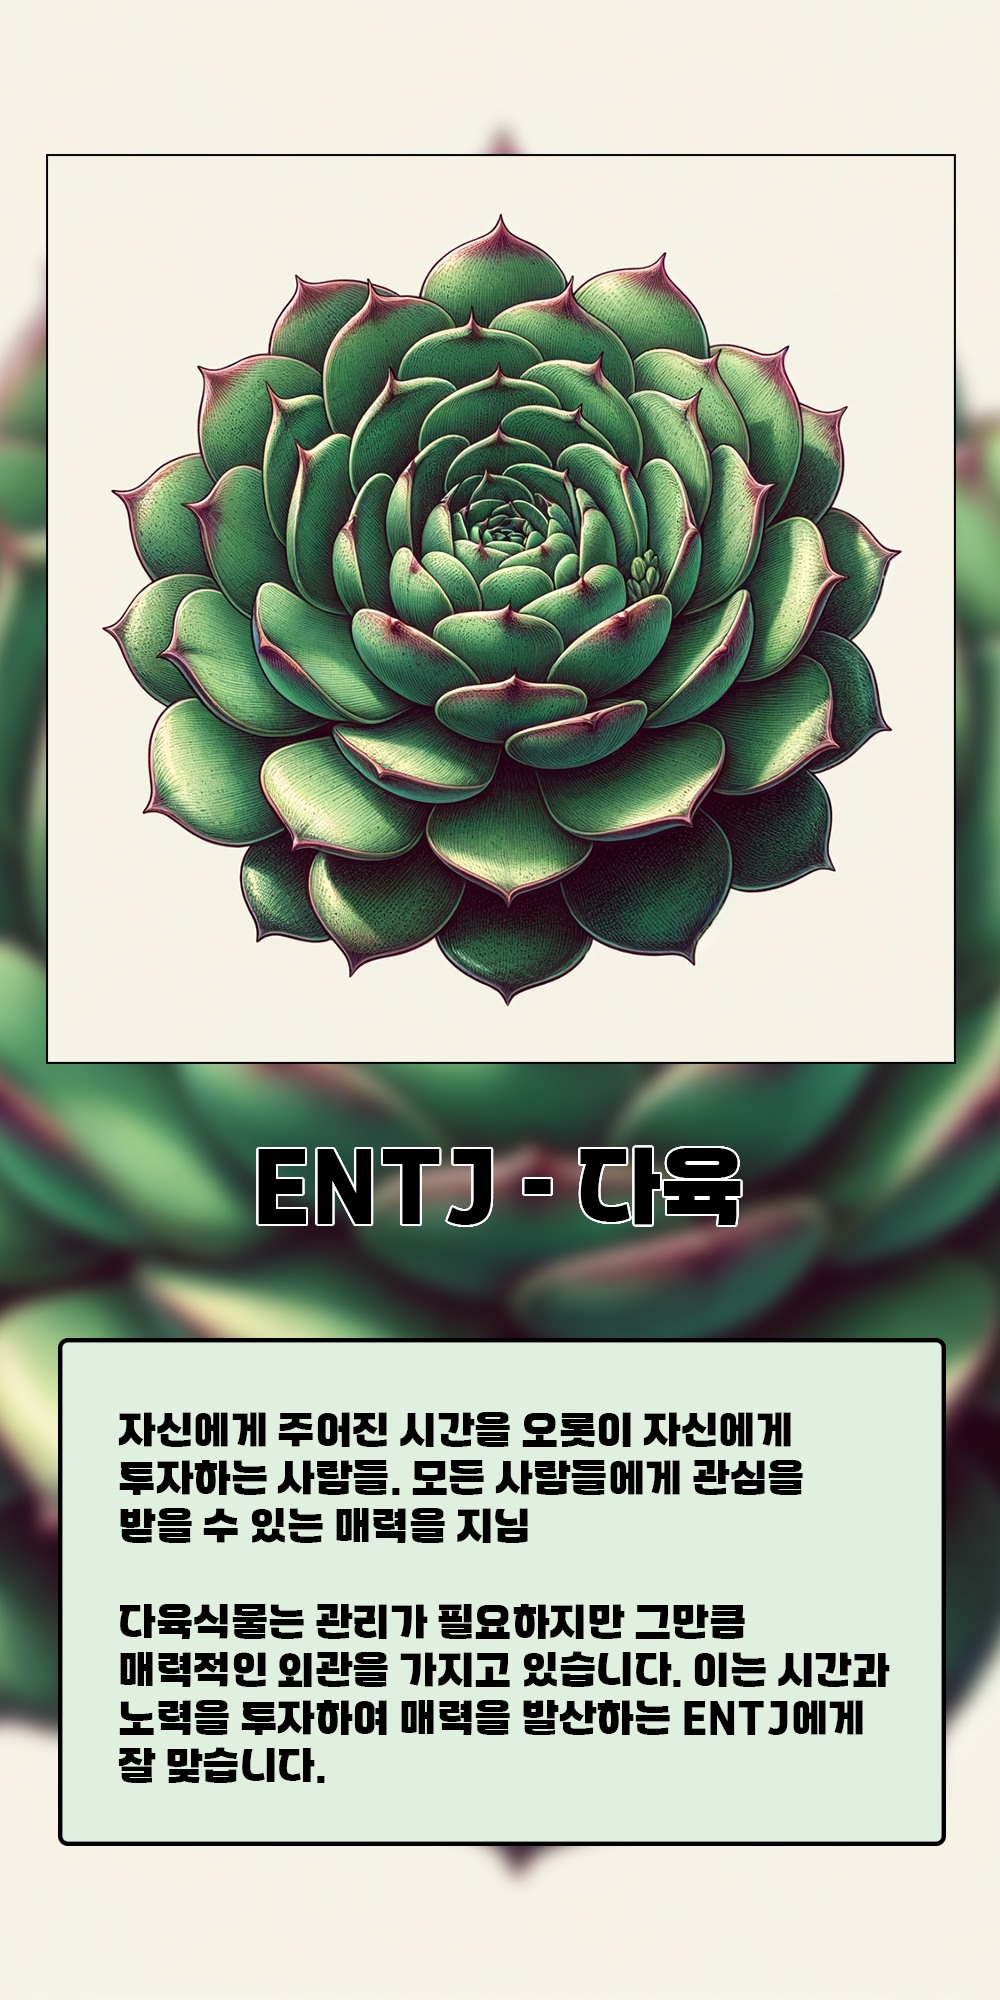 ENTJ - 다육
자신에게 주어진 시간을 오롯이 자신에게
투자하는 사람들. 모든 사람들에게 관심을
받을 수 있는 매력을 지님
다육식물는 관리가 필요하지만 그만큼
매력적인 외관을 가지고 있습니다. 이는 시간과
노력을 투자하여 매력을 발산하는 ENTJ에게
잘 맞습니다.